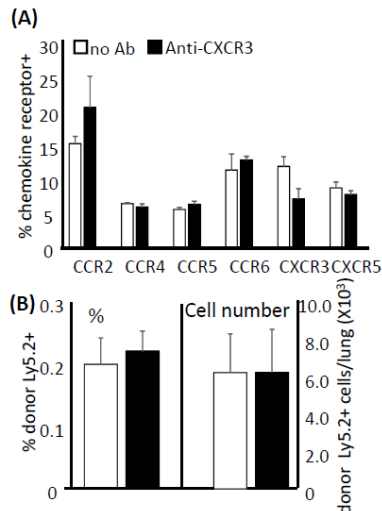 (A)
30
25
20
15
10
5
0
% chemokine receptor+
no Ab Anti-CXCR3
CCR2 CCR4 CCR5 CCR6 CXCR3 CXCR5
(B)
0.3
0.2
0.1
0
% donor Ly5.2+
%
Cell number
10.0
8.0
6.0
4.0
2.0
0
donor Ly5.2+ cells/lung (X10³)